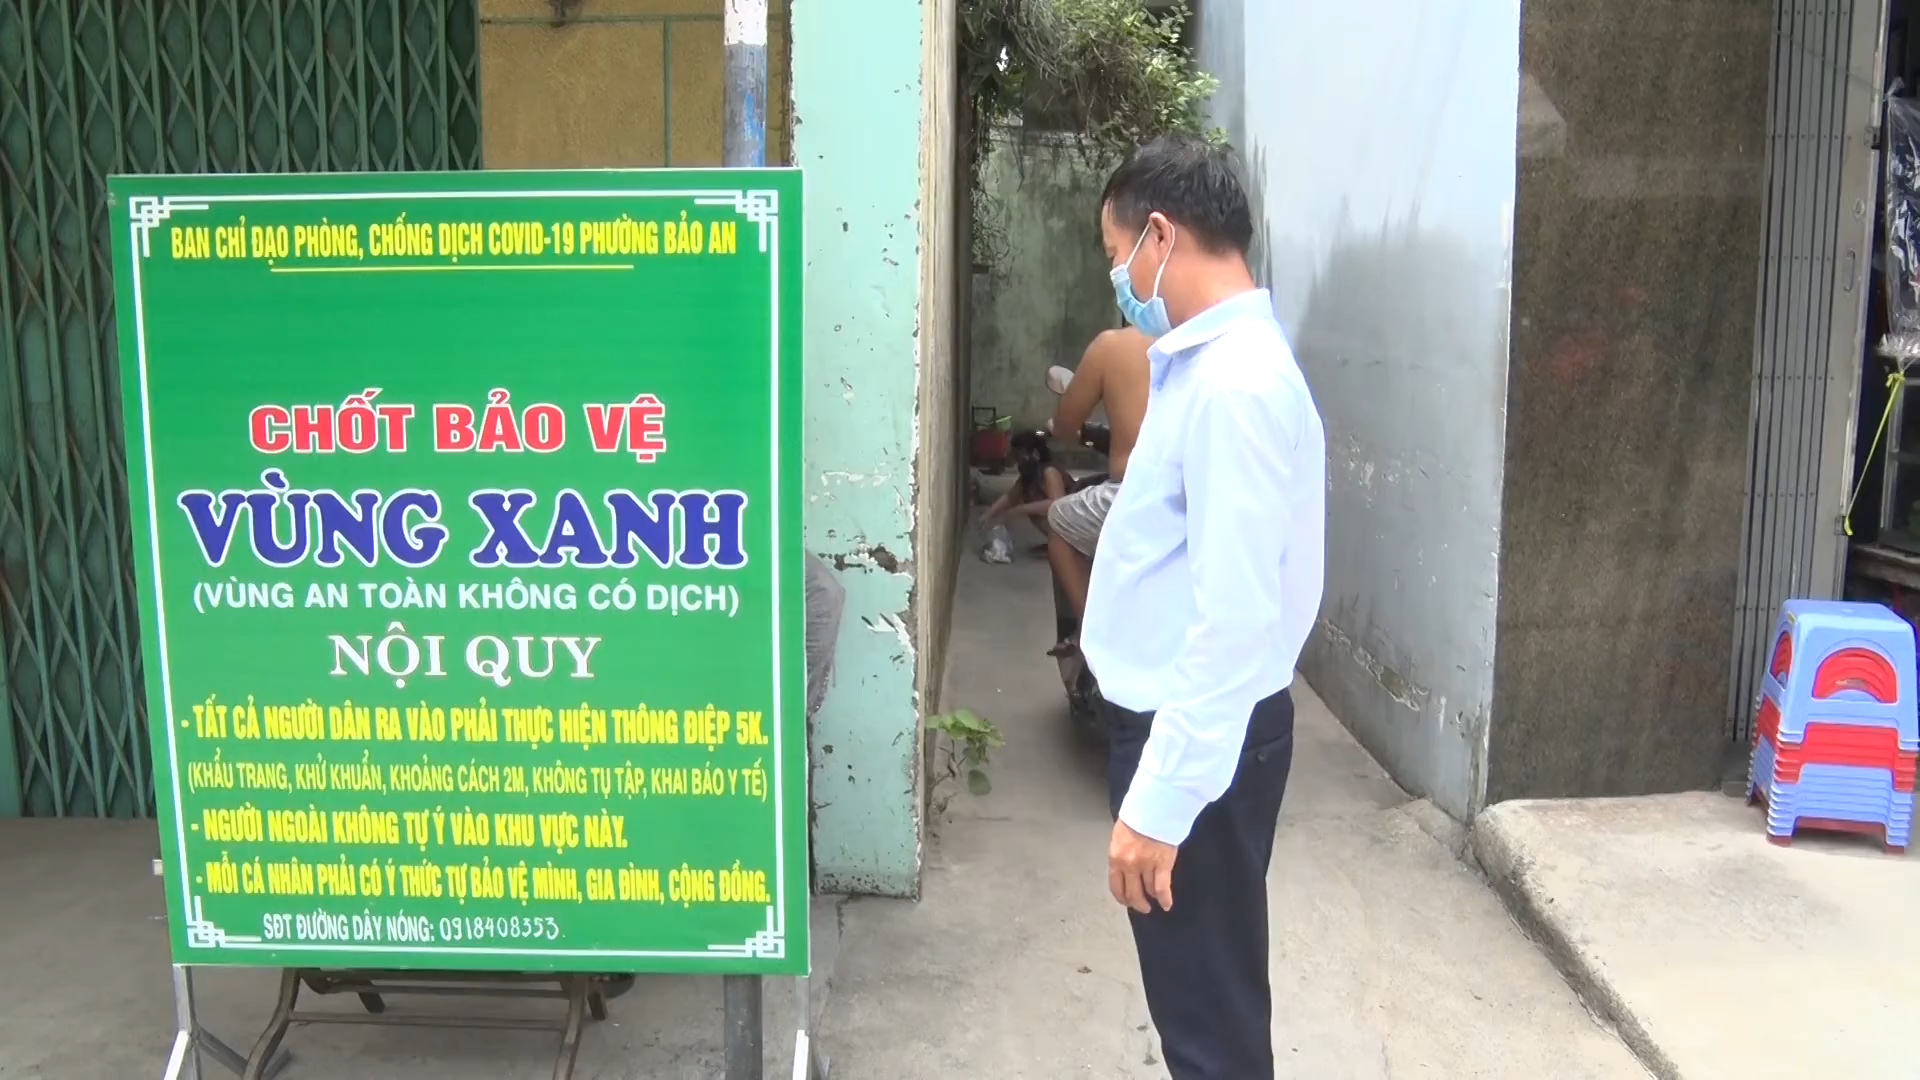 BAN CHỈ ĐẠO PHÒNG, CHỐNG DỊCH COVID-19 PHƯỜNG BẢO AN
CHỐT BẢO VỆ
VÙNG XANH
(VÙNG AN TOÀN KHÔNG CÓ DỊCH)
NỘI QUY
- TẤT CẢ NGƯỜI DÂN RA VÀO PHẢI THỰC HIỆN THÔNG ĐIỆP 5K.
(KHẨU TRANG, KHỬ KHUẨN, KHOẢNG CÁCH 2M, KHÔNG TỤ TẬP, KHAI BÁO Y TẾ)
- NGƯỜI NGOÀI KHÔNG TỰ Ý VÀO KHU VỰC NÀY.
- MỖI CÁ NHÂN PHẢI CÓ Ý THỨC TỰ BẢO VỆ MÌNH, GIA ĐÌNH, CỘNG ĐỒNG.
SĐT ĐƯỜNG DÂY NÓNG: 0918408353.